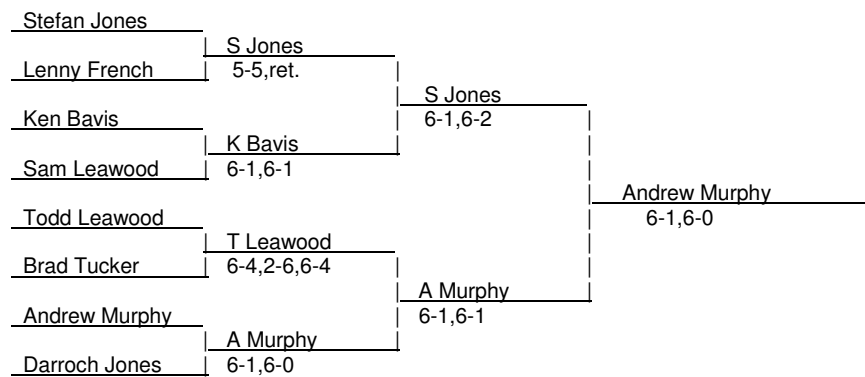 Stefan Jones
S Jones
Lenny French
5-5,ret.
S Jones
Ken Bavis
6-1,6-2
K Bavis
Sam Leawood
6-1,6-1
Andrew Murphy
Todd Leawood
6-1,6-0
T Leawood
Brad Tucker
6-4,2-6,6-4
A Murphy
Andrew Murphy
6-1,6-1
A Murphy
Darroch Jones
6-1,6-0